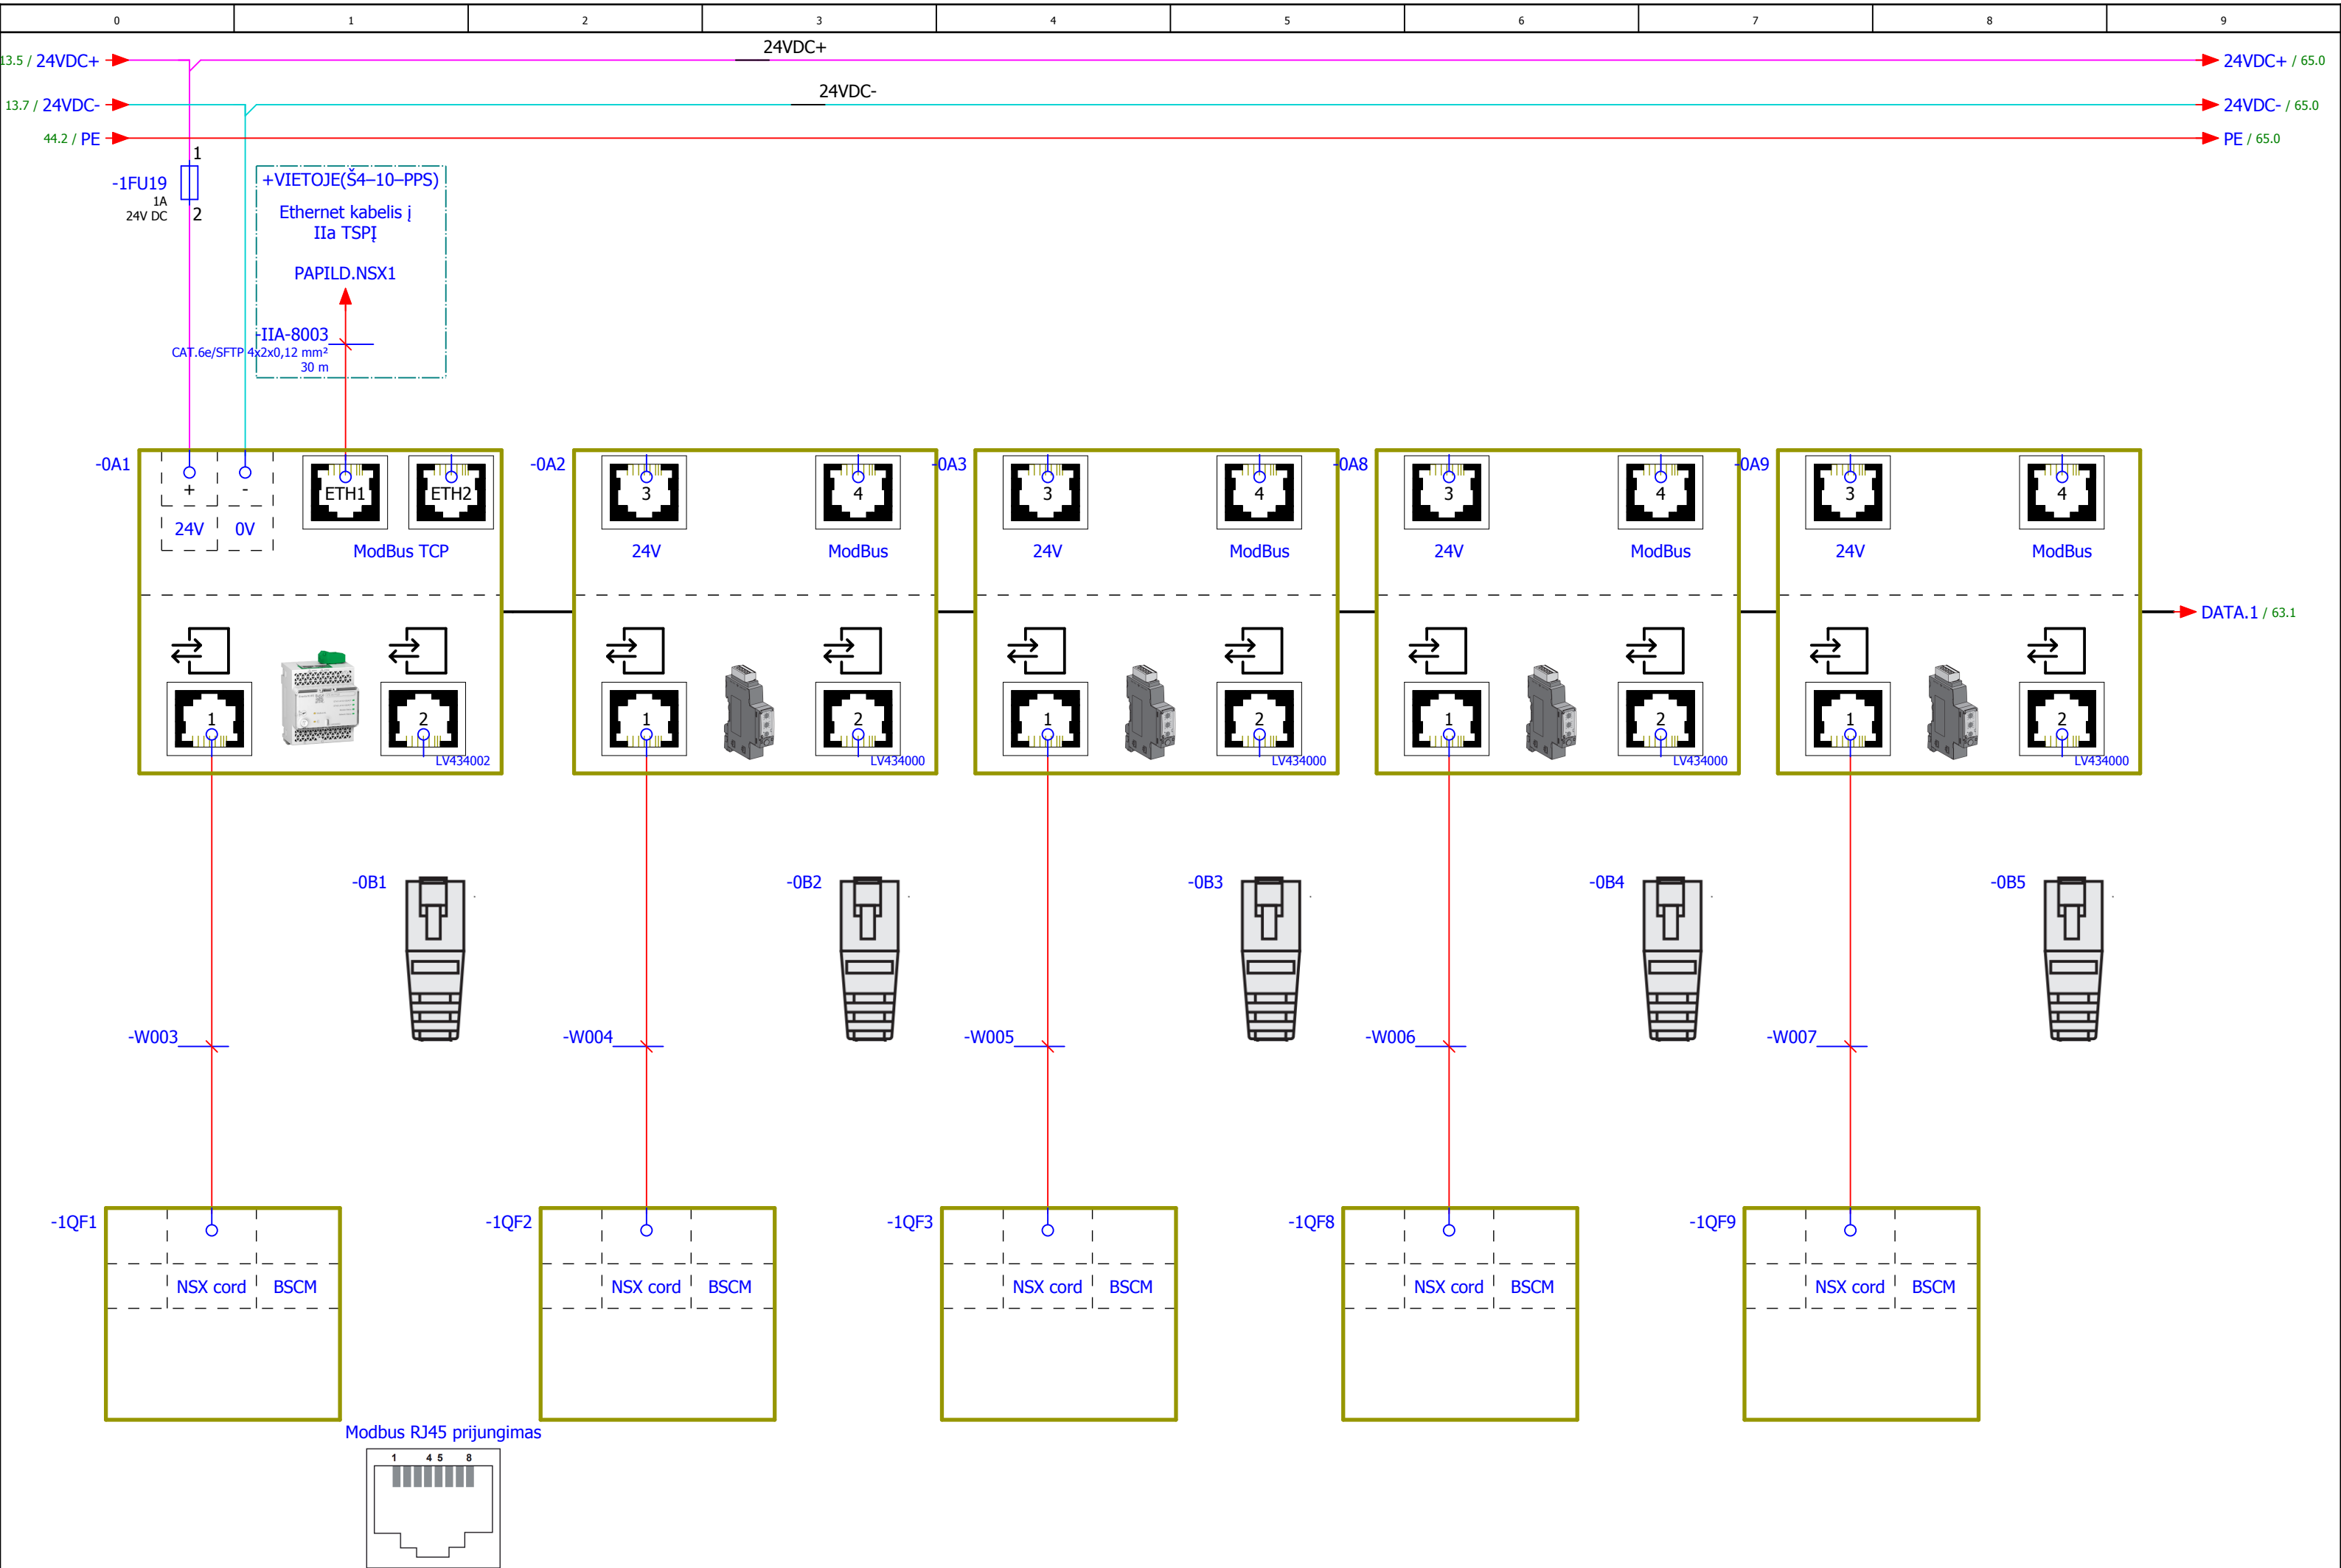 0 1 2 3 4 5 6 7 8 9
24VDC+
13.5 / 24VDC+
24VDC+ / 65.0
24VDC-
13.7 / 24VDC-
24VDC- / 65.0
44.2 / PE
PE / 65.0
1
-1FU19
1A
24V DC
2
+VIETOJE(Š4–10–PPS)
Ethernet kabelis į
IIa TSPĮ
PAPILD.NSX1
-IIA-8003
CAT.6e/SFTP 4x2x0,12 mm²
30 m
-0A1
+ -
24V 0V
ETH1 ETH2
ModBus TCP
1 2
LV434002
-0A2
3 4
24V ModBus
1 2
LV434000
-0A3
3 4
24V ModBus
1 2
LV434000
-0A8
3 4
24V ModBus
1 2
LV434000
-0A9
3 4
24V ModBus
1 2
LV434000
DATA.1 / 63.1
-0B1 -0B2 -0B3 -0B4 -0B5
-W003 -W004 -W005 -W006 -W007
-1QF1 -1QF2 -1QF3 -1QF8 -1QF9
NSX cord BSCM NSX cord BSCM NSX cord BSCM NSX cord BSCM NSX cord BSCM
Modbus RJ45 prijungimas
1 4 5 8